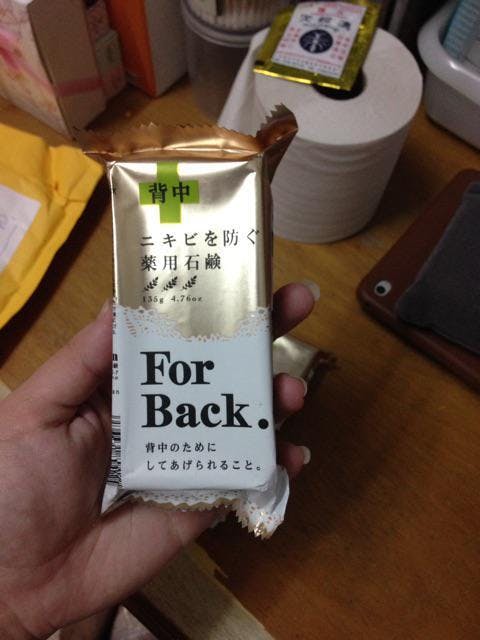 背中
ニキビを防ぐ
薬用石鹸
135g 4.76oz
For
Back.
背中のために
してあげられること。